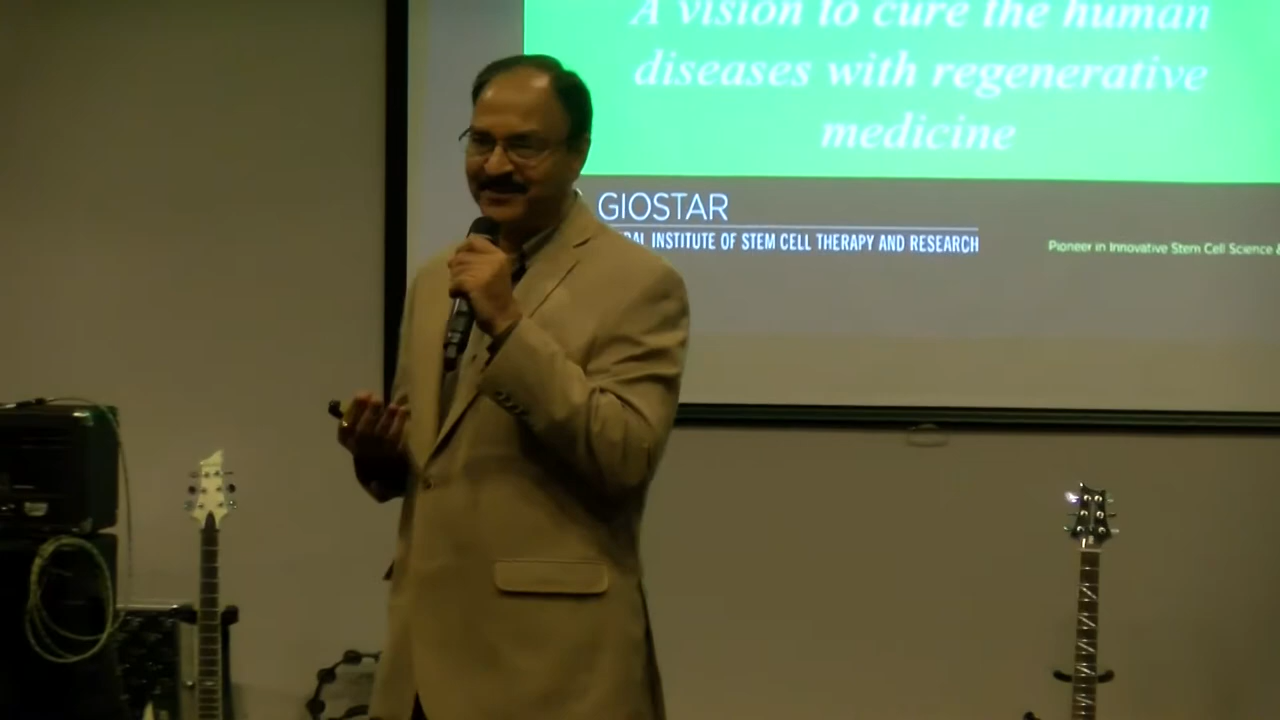 A vision to cure the human
diseases with regenerative
medicine
GIOSTAR
INSTITUTE OF STEM CELL THERAPY AND RESEARCH
Pioneer in Innovative Stem Cell Science &